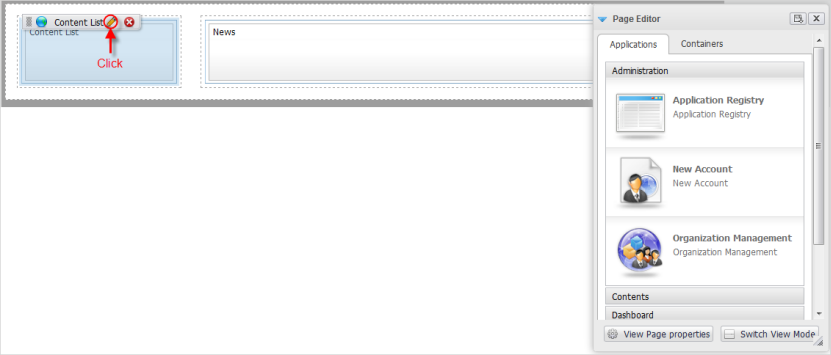 Content List
Content List
Click
News
Page Editor
Applications
Containers
Administration
Application Registry
Application Registry
New Account
New Account
Organization Management
Organization Management
Contents
Dashboard
View Page properties
Switch View Mode